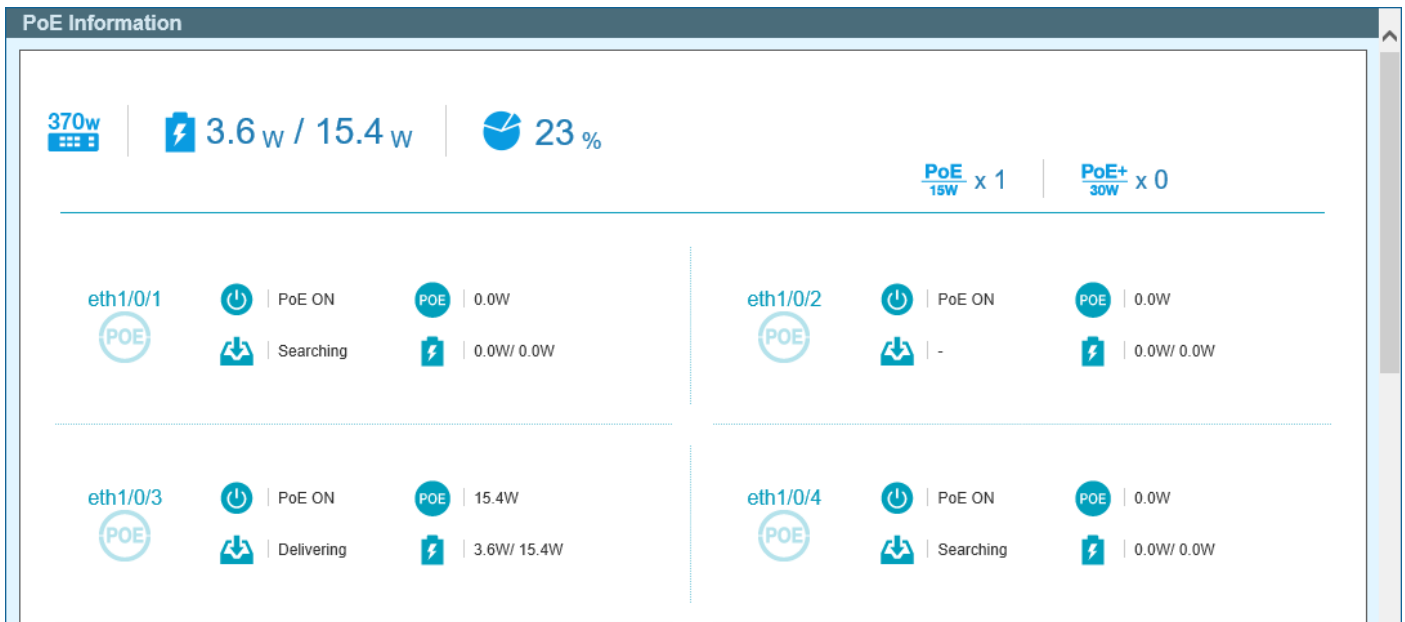 PoE Information
370w
3.6 W / 15.4 W
23 %
PoE 15W x 1
PoE+ 30W x 0
eth1/0/1
POE
PoE ON
POE
0.0W
Searching
0.0W/ 0.0W
eth1/0/2
POE
PoE ON
POE
0.0W
-
0.0W/ 0.0W
eth1/0/3
POE
PoE ON
POE
15.4W
Delivering
3.6W/ 15.4W
eth1/0/4
POE
PoE ON
POE
0.0W
Searching
0.0W/ 0.0W